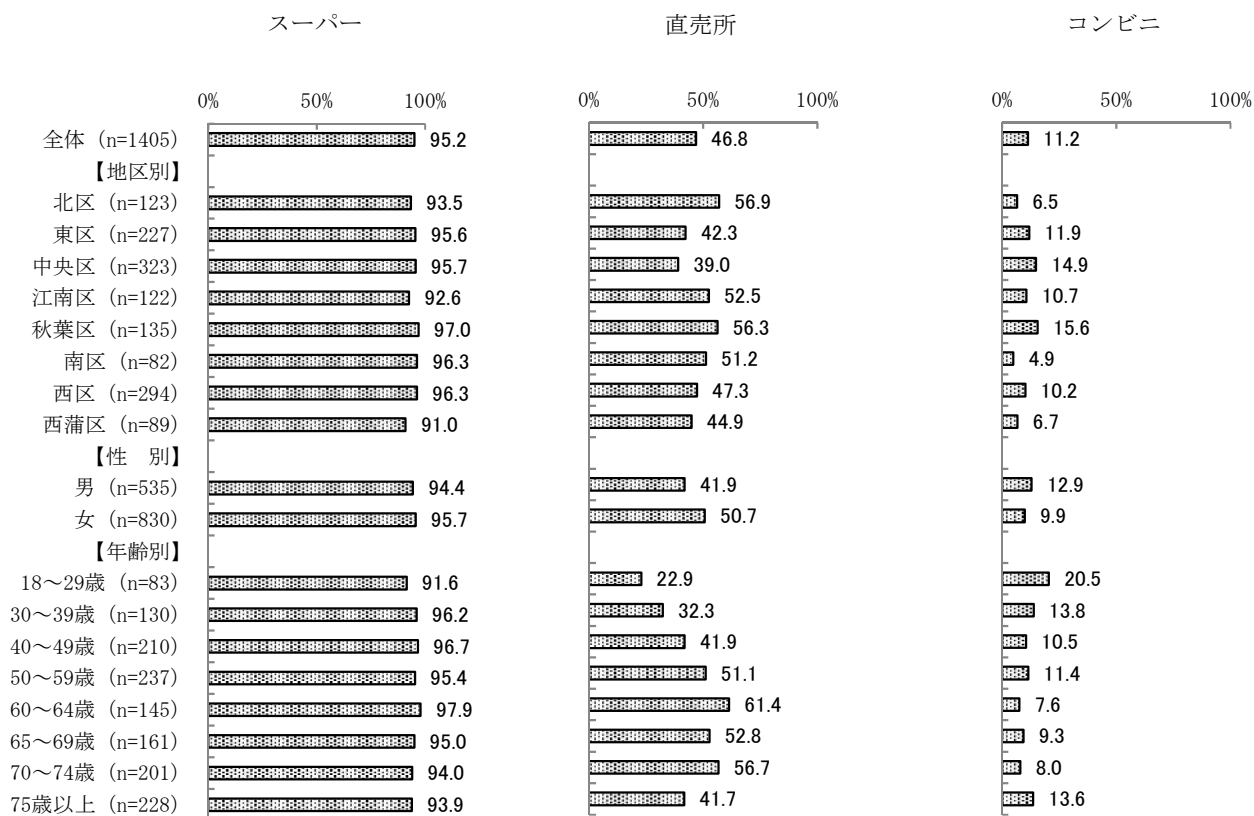 スーパー 直売所 コンビニ
0% 50% 100% 0% 50% 100% 0% 50% 100%
全体 (n=1405) 95.2 46.8 11.2
【地区別】
北区 (n=123) 93.5 56.9 6.5
東区 (n=227) 95.6 42.3 11.9
中央区 (n=323) 95.7 39.0 14.9
江南区 (n=122) 92.6 52.5 10.7
秋葉区 (n=135) 97.0 56.3 15.6
南区 (n=82) 96.3 51.2 4.9
西区 (n=294) 96.3 47.3 10.2
西蒲区 (n=89) 91.0 44.9 6.7
【性　別】
男 (n=535) 94.4 41.9 12.9
女 (n=830) 95.7 50.7 9.9
【年齢別】
18～29歳 (n=83) 91.6 22.9 20.5
30～39歳 (n=130) 96.2 32.3 13.8
40～49歳 (n=210) 96.7 41.9 10.5
50～59歳 (n=237) 95.4 51.1 11.4
60～64歳 (n=145) 97.9 61.4 7.6
65～69歳 (n=161) 95.0 52.8 9.3
70～74歳 (n=201) 94.0 56.7 8.0
75歳以上 (n=228) 93.9 41.7 13.6